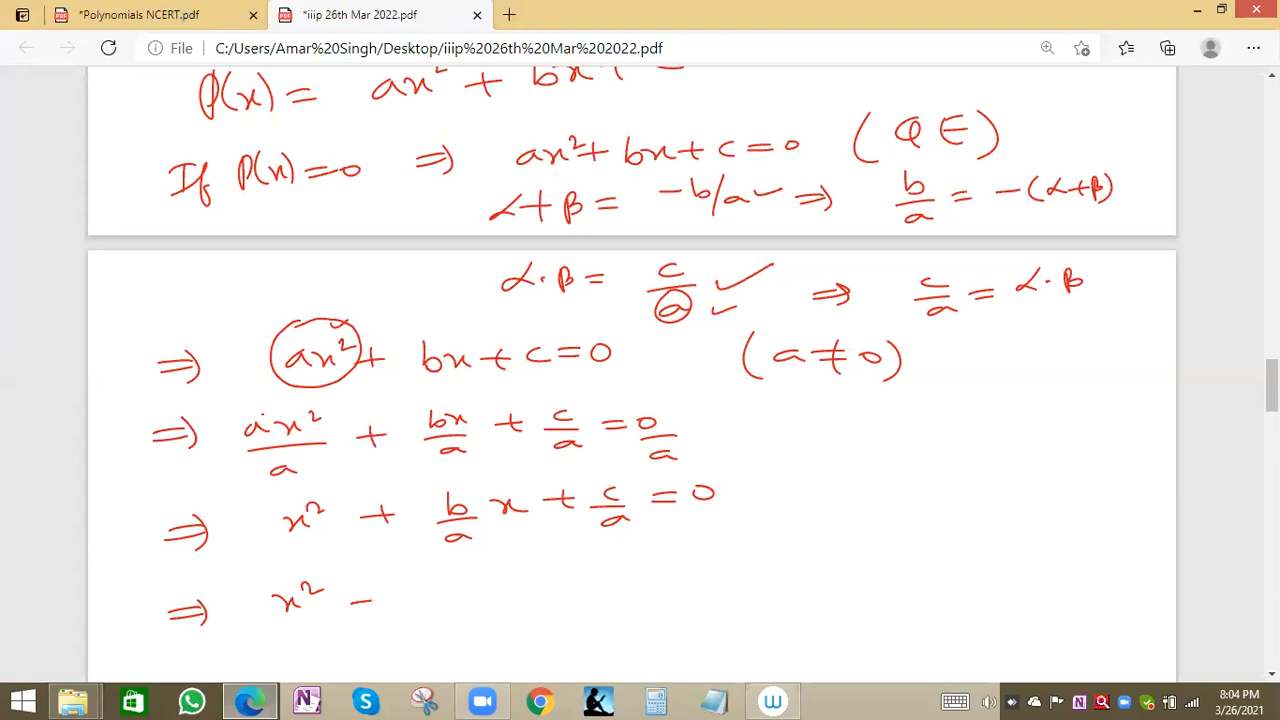 *Polynomials NCERT.pdf
*iiip 26th Mar 2022.pdf
File C:/Users/Amar%20Singh/Desktop/iiip%2026th%20Mar%202022.pdf
P(x) = ax² + bx +
If P(x)=0 ⇒ ax²+bx+c=0 (QE)
α+β = -b/a ✓ ⇒ b/a = -(α+β)
α·β = c/a ✓ ✓ ⇒ c/a = α·β
⇒ ax²+ bx+c=0 (a≠0)
⇒ ax²/a + bx/a + c/a = 0/a
⇒ x² + b/a x + c/a = 0
⇒ x² -
8:04 PM
3/26/2021